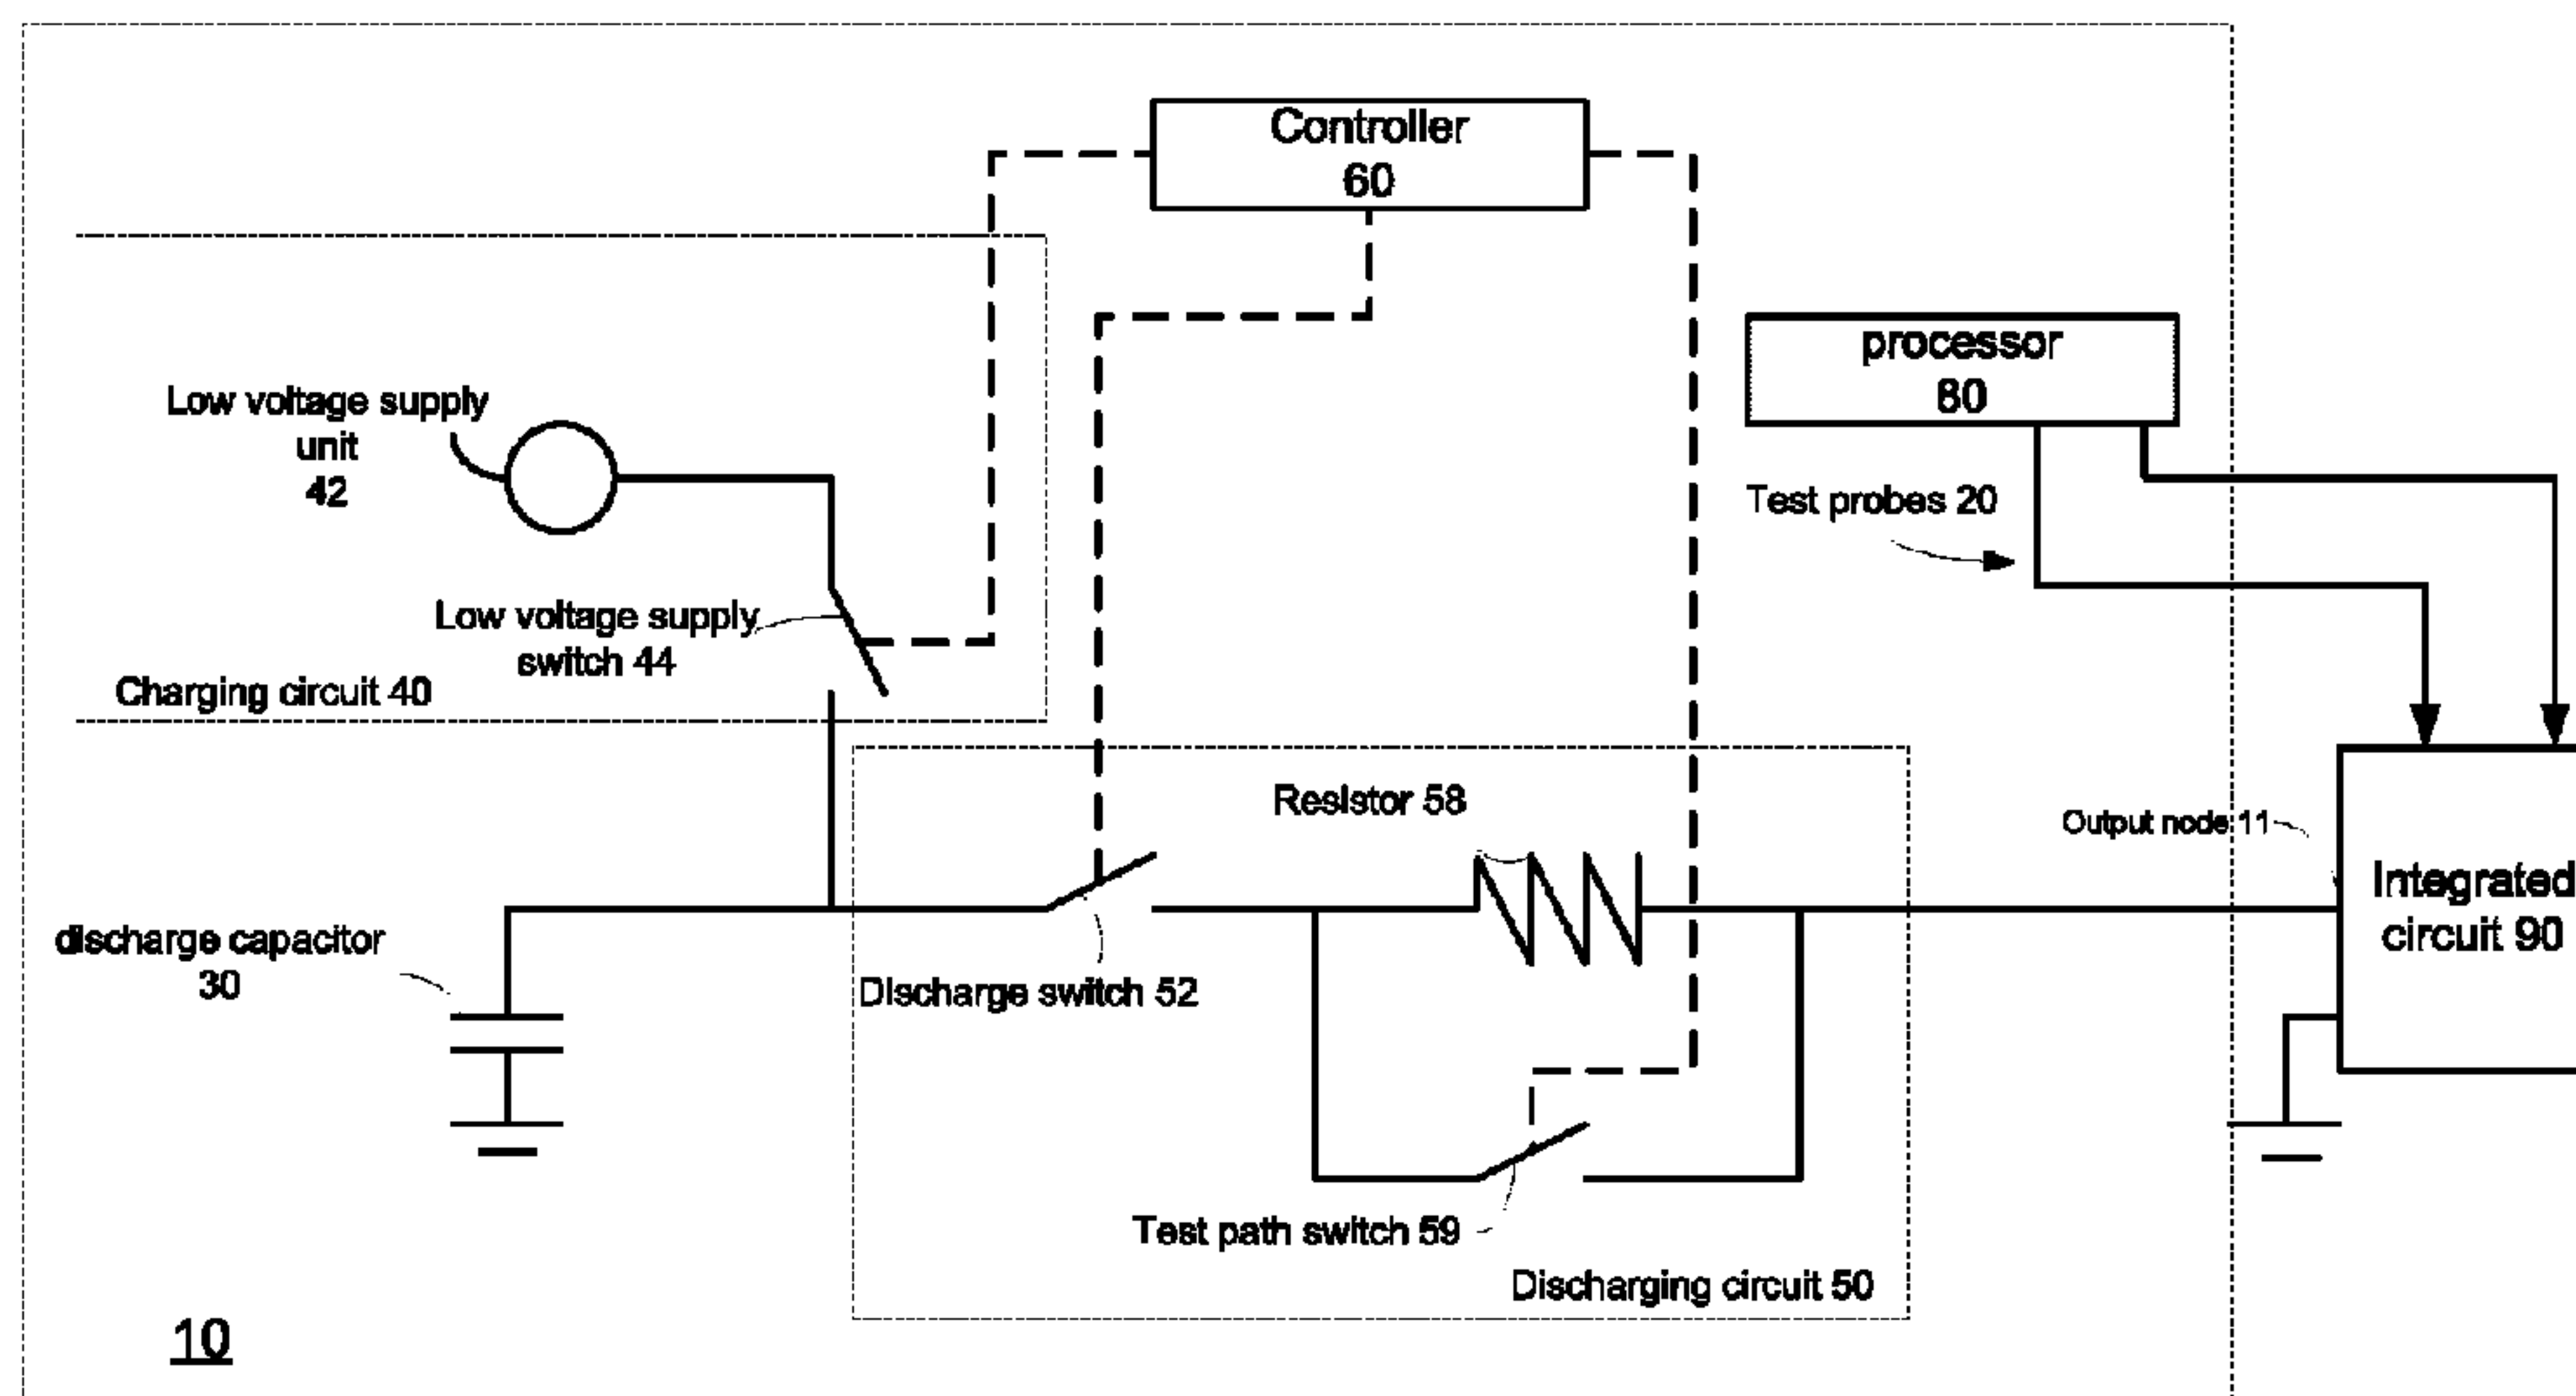 Controller
60
processor
80
Low voltage supply
unit
42
Test probes 20
Low voltage supply
switch 44
Charging circuit 40
Resistor 58
Output node 11
Integrated
circuit 90
discharge capacitor
30
Discharge switch 52
Test path switch 59
Discharging circuit 50
10